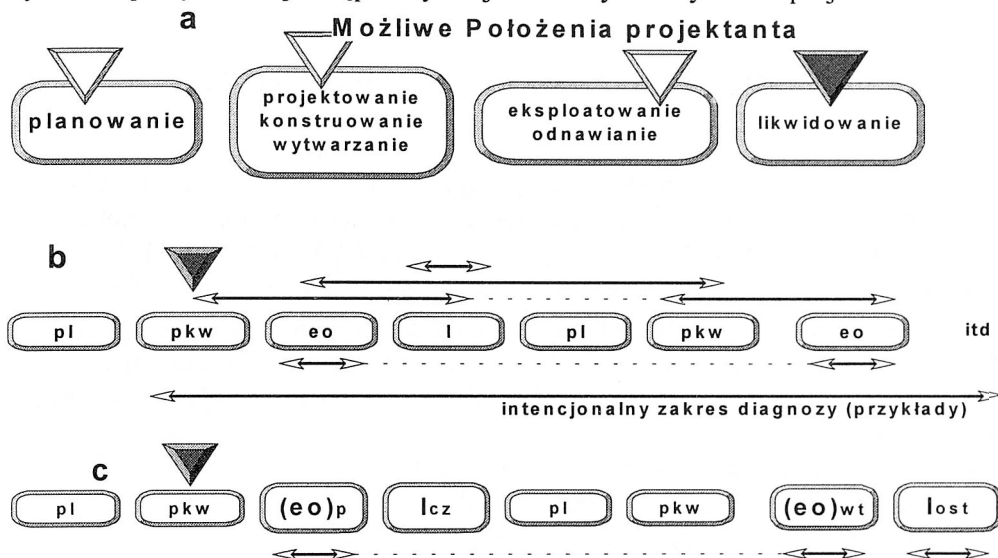 a
Możliwe Położenia projektanta
planowanie
projektowanie
konstruowanie
wytwarzanie
eksploatowanie
odnawianie
likwidowanie
b
pl pkw eo l pl pkw eo itd
intencjonalny zakres diagnozy (przykłady)
c
pl pkw (eo)p lcz pl pkw (eo)wt lost